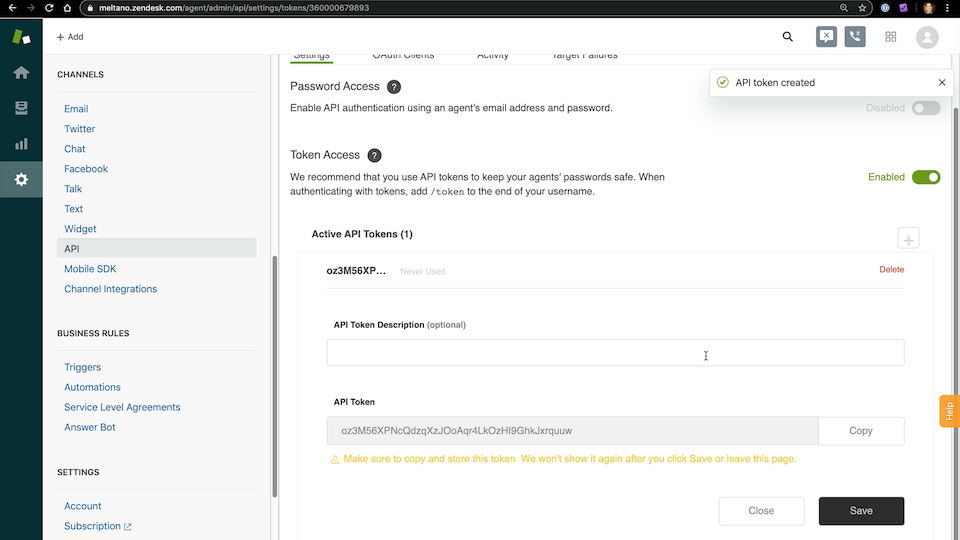 meltano.zendesk.com/agent/admin/api/settings/tokens/360000679893
+ Add
CHANNELS
Email
Twitter
Chat
Facebook
Talk
Text
Widget
API
Mobile SDK
Channel Integrations
BUSINESS RULES
Triggers
Automations
Service Level Agreements
Answer Bot
SETTINGS
Account
Subscription
Settings OAuth Clients Activity Target Failures
API token created
Password Access ?
Enable API authentication using an agent's email address and password.
Disabled
Token Access ?
We recommend that you use API tokens to keep your agents' passwords safe. When
authenticating with tokens, add /token to the end of your username.
Enabled
Active API Tokens (1)
oz3M56XP... Never Used Delete
API Token Description (optional)
API Token
oz3M56XPNcQdzqXzJOoAqr4LkOzHI9GhkJxrquuw Copy
Make sure to copy and store this token. We won't show it again after you click Save or leave this page.
Close Save
Help